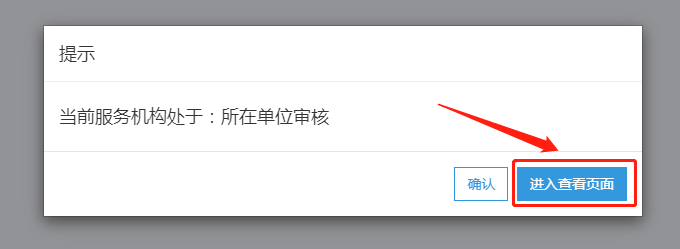 提示
当前服务机构处于：所在单位审核
确认
进入查看页面